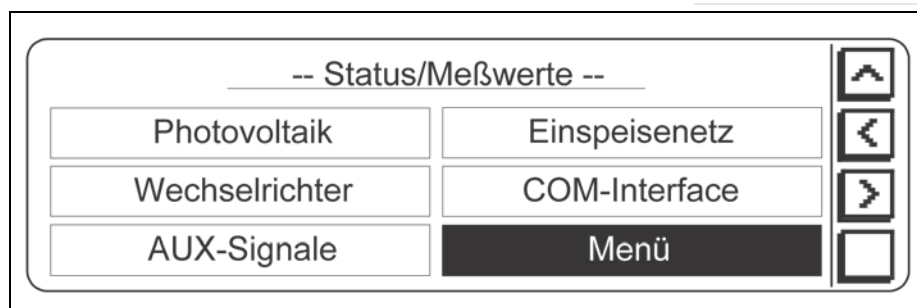 -- Status/Meßwerte --
Photovoltaik Einspeisenetz
Wechselrichter COM-Interface
AUX-Signale Menü